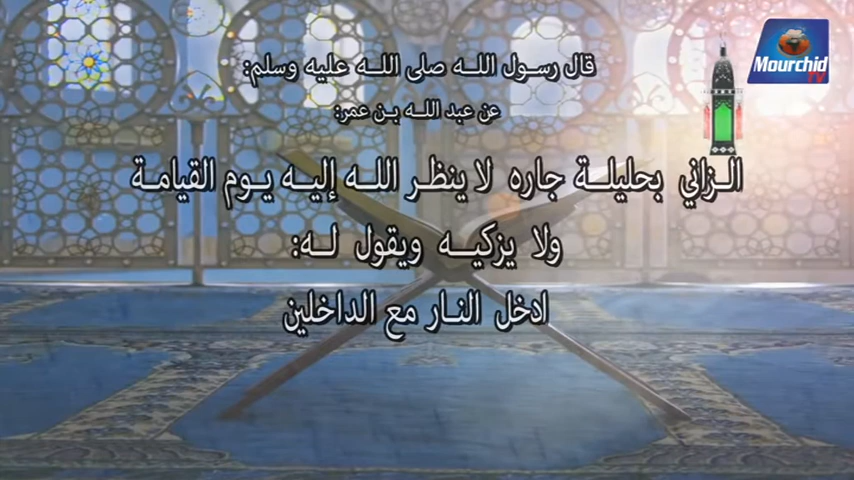 قال رسول الله صلى الله عليه وسلم:
عن عبد الله بن عمر:
الزاني بحليلة جاره لا ينظر الله إليه يوم القيامة
ولا يزكيه ويقول له:
ادخل النار مع الداخلين
Mourchid
TV